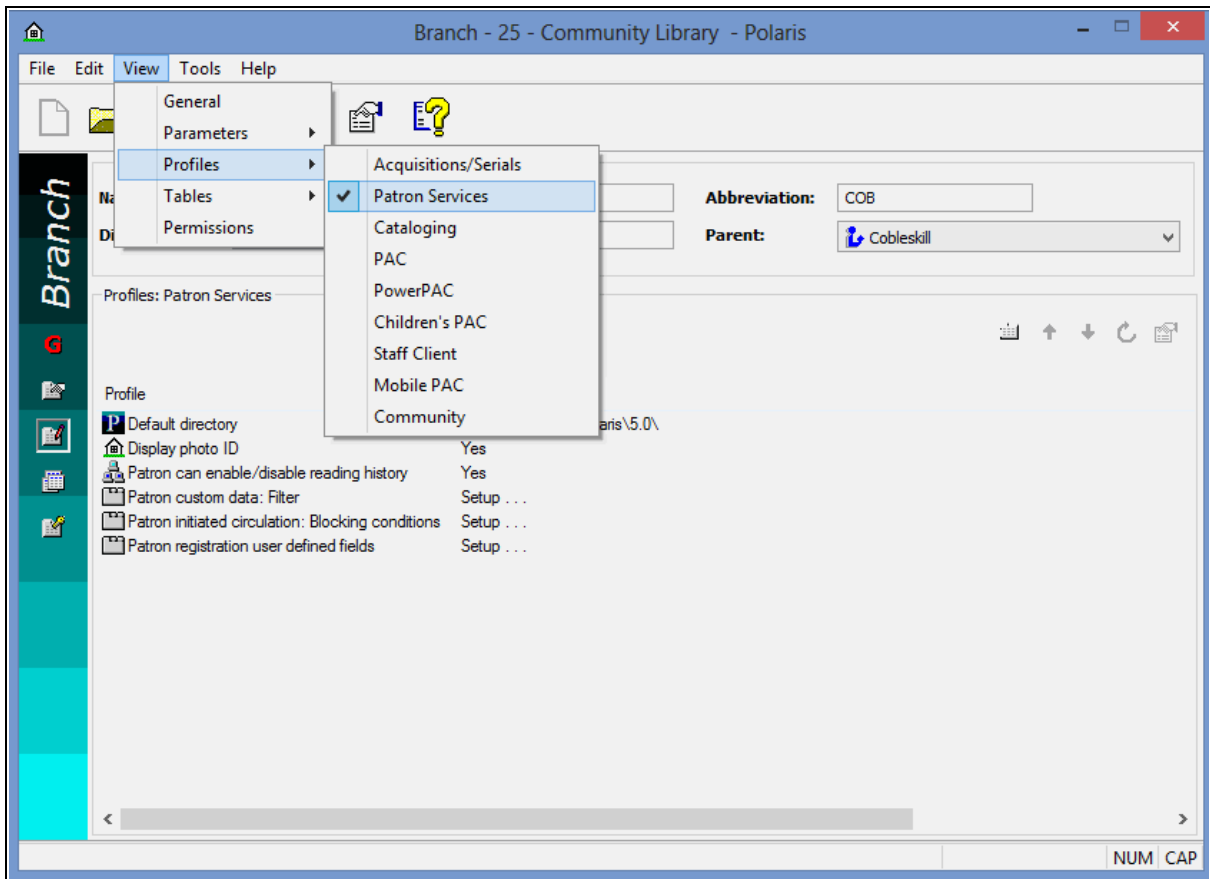 Branch - 25 - Community Library - Polaris
File Edit View Tools Help
General
Parameters
Profiles
Tables
Permissions
Acquisitions/Serials
Patron Services
Cataloging
PAC
PowerPAC
Children's PAC
Staff Client
Mobile PAC
Community
Branch
Na
Abbreviation: COB
Di
Parent: Cobleskill
Profiles: Patron Services
G
Profile
P Default directory aris\5.0\
Display photo ID Yes
Patron can enable/disable reading history Yes
Patron custom data: Filter Setup . . .
Patron initiated circulation: Blocking conditions Setup . . .
Patron registration user defined fields Setup . . .
NUM CAP